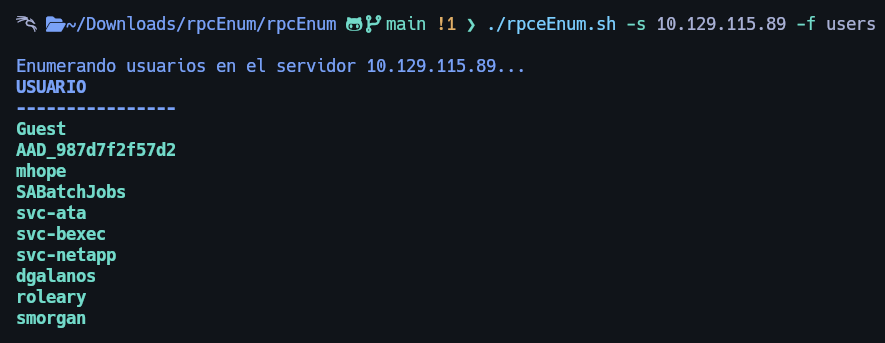 ~/Downloads/rpcEnum/rpcEnum main !1 ❯ ./rpceEnum.sh -s 10.129.115.89 -f users
Enumerando usuarios en el servidor 10.129.115.89...
USUARIO
----------------
Guest
AAD_987d7f2f57d2
mhope
SABatchJobs
svc-ata
svc-bexec
svc-netapp
dgalanos
roleary
smorgan